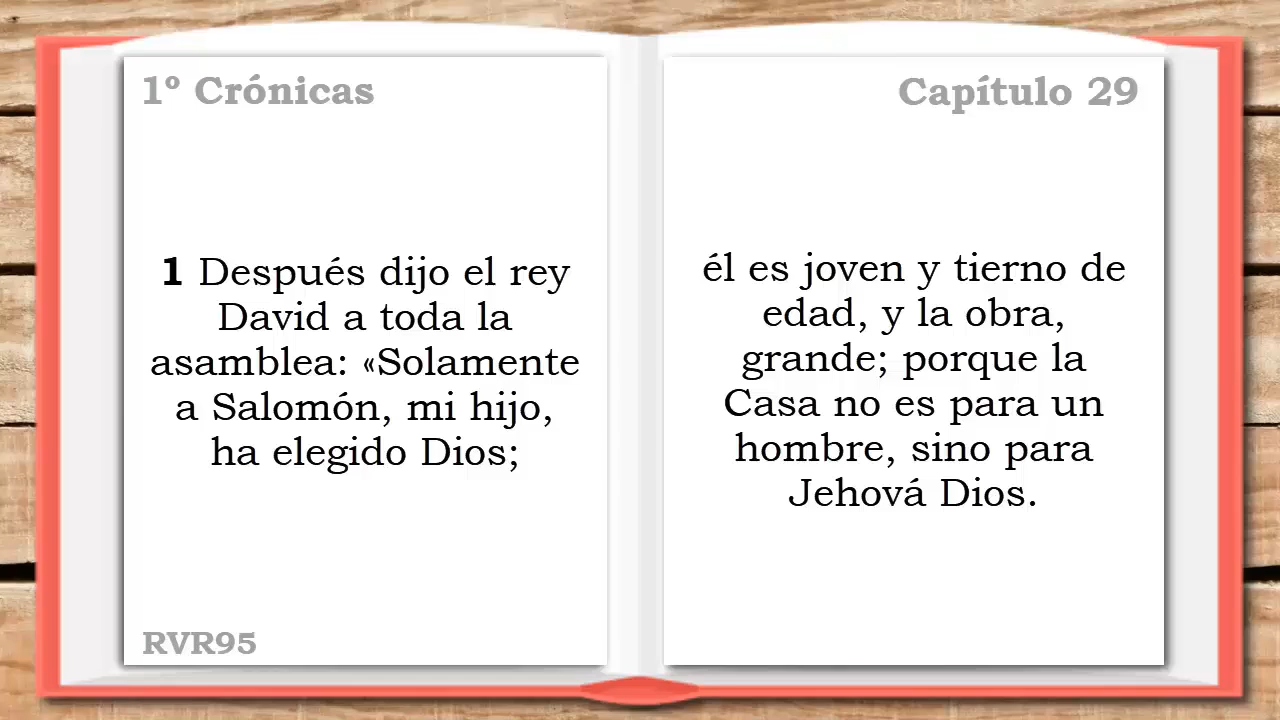 1º Crónicas
1 Después dijo el rey
David a toda la
asamblea: «Solamente
a Salomón, mi hijo,
ha elegido Dios;
RVR95
Capítulo 29
él es joven y tierno de
edad, y la obra,
grande; porque la
Casa no es para un
hombre, sino para
Jehová Dios.